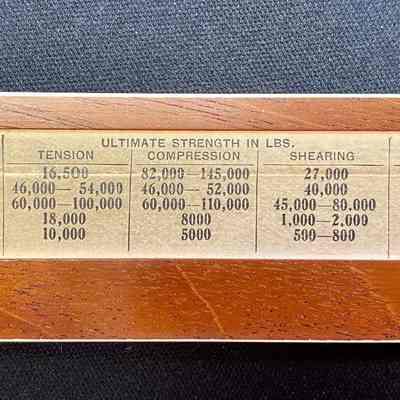 ULTIMATE STRENGTH IN LBS.
TENSION COMPRESSION SHEARING
16,500 82,000—145,000 27,000
46,000— 54,000 46,000— 52,000 40,000
60,000—100,000 60,000—110,000 45,000—80.000
18,000 8000 1,000—2,000
10,000 5000 500—800